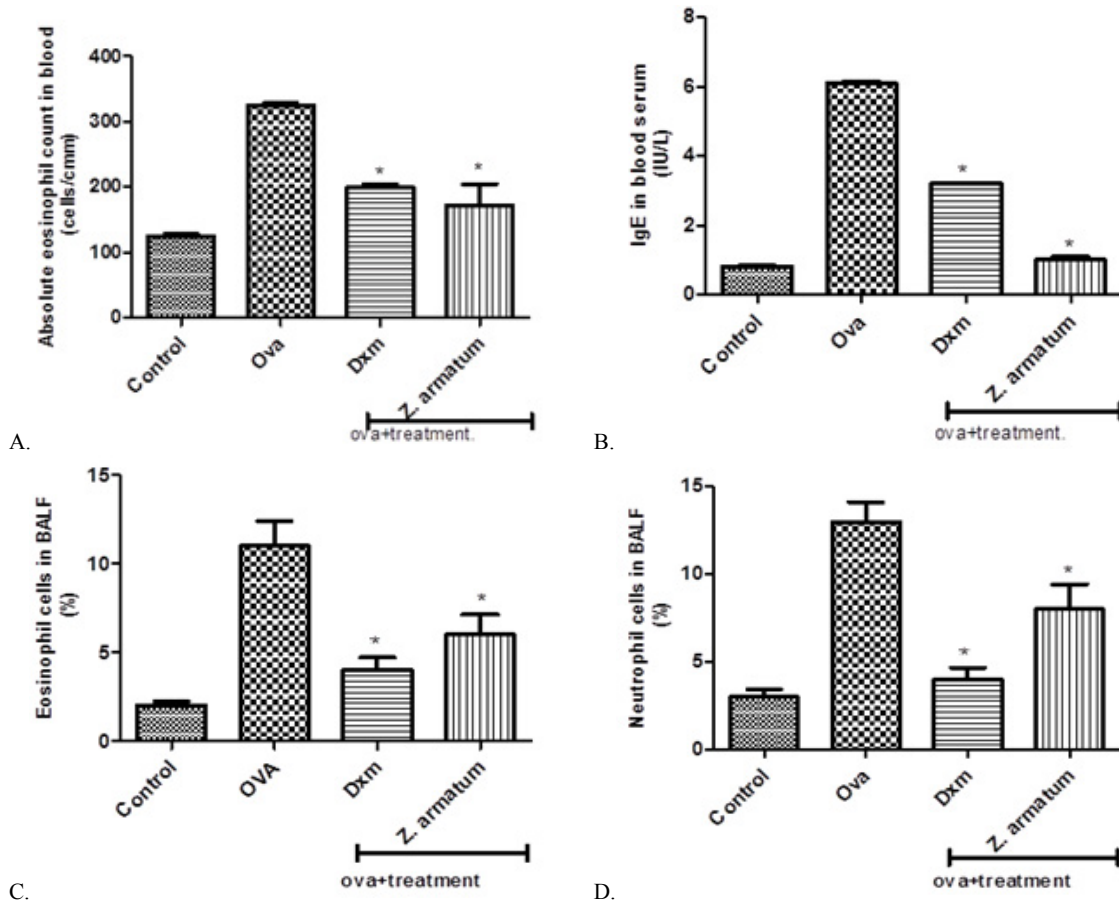 Absolute eosinophil count in blood
(cells/cmm)
400
300
200
100
0
*
*
Control
Ova
Dxm
Z. armatum
ova+treatment.
A.
IgE in blood serum
(IU/L)
8
6
4
2
0
*
*
Control
Ova
Dxm
Z. armatum
ova+treatment.
B.
Eosinophil cells in BALF
(%)
15
10
5
0
*
*
Control
OVA
Dxm
Z. armatum
ova+treatment
C.
Neutrophil cells in BALF
(%)
15
10
5
0
*
*
Control
Ova
Dxm
Z. armatum
ova+treatment
D.